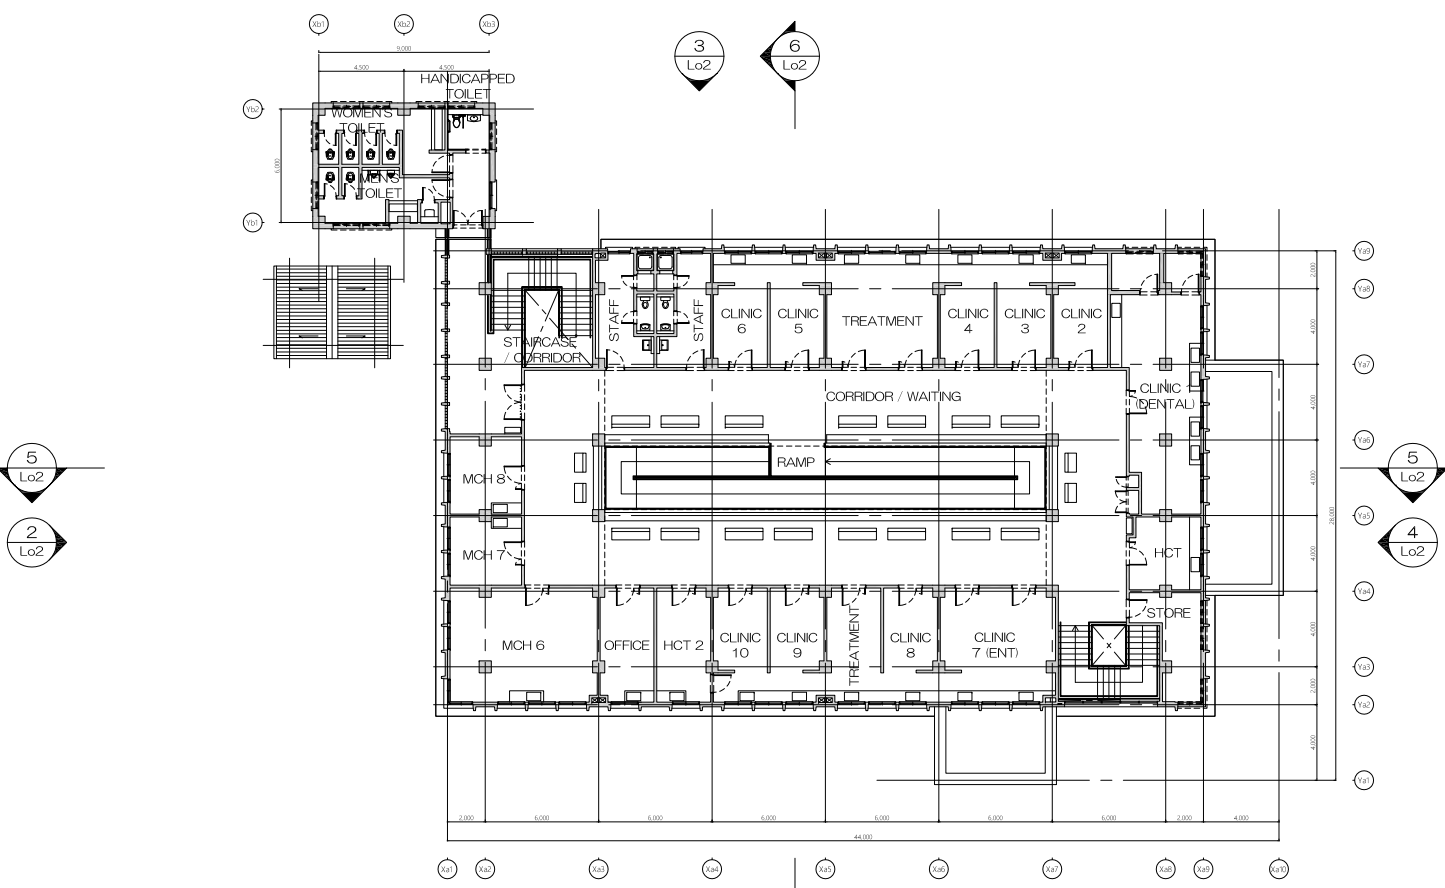 Xb1 Xb2 Xb3
9,000
4,500 4,500
3
Lo2
6
Lo2
HANDICAPPED
TOILET
Yb2
WOMEN'S
TOILET
6,000
MEN'S
TOILET
Yb1
Ya9
2,000
Ya8
STAFF
STAFF
CLINIC
6
CLINIC
5
TREATMENT
CLINIC
4
CLINIC
3
CLINIC
2
4,000
STAIRCASE
/ CORRIDOR
Ya7
CORRIDOR / WAITING
CLINIC 1
(DENTAL)
4,000
Ya6
5
Lo2
RAMP
MCH 8
4,000
5
Lo2
Ya5
28,000
2
Lo2
MCH 7
HCT
4,000
4
Lo2
Ya4
STORE
MCH 6
OFFICE
HCT 2
CLINIC
10
CLINIC
9
TREATMENT
CLINIC
8
CLINIC
7 (ENT)
4,000
Ya3
2,000
Ya2
4,000
Ya1
2,000 6,000 6,000 6,000 6,000 6,000 6,000 2,000 4,000
44,000
Xa1 Xa2 Xa3 Xa4 Xa5 Xa6 Xa7 Xa8 Xa9 Xa10